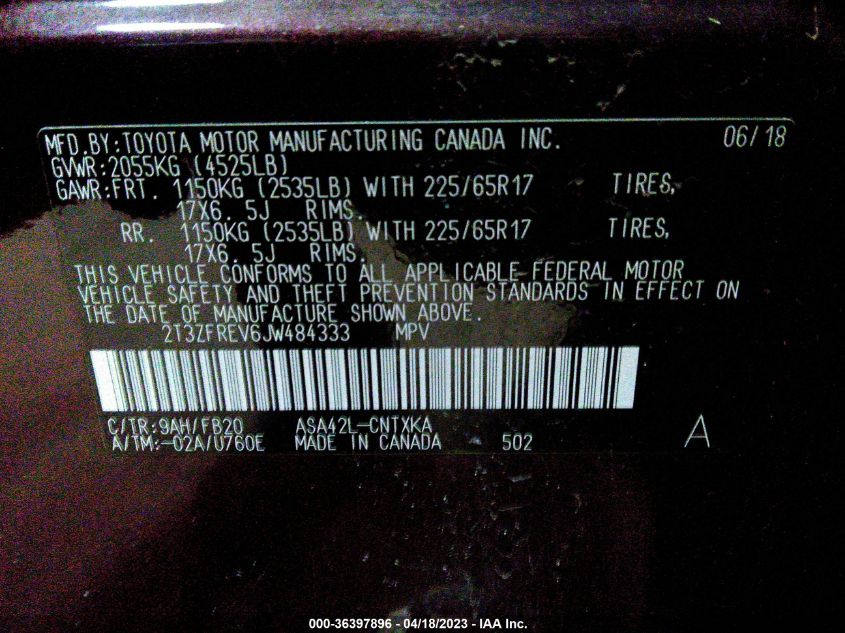 MFD.BY:TOYOTA MOTOR MANUFACTURING CANADA INC. 06/18
GVWR:2055KG (4525LB)
GAWR:FRT. 1150KG (2535LB) WITH 225/65R17 TIRES,
17X6. 5J RIMS.
RR. 1150KG (2535LB) WITH 225/65R17 TIRES,
17X6. 5J RIMS.
THIS VEHICLE CONFORMS TO ALL APPLICABLE FEDERAL MOTOR
VEHICLE SAFETY AND THEFT PREVENTION STANDARDS IN EFFECT ON
THE DATE OF MANUFACTURE SHOWN ABOVE.
2T3ZFREV6JW484333 MPV
C/TR:9AH/FB20 ASA42L-CNTXKA
A/TM:-02A/U760E MADE IN CANADA 502 A
000-36397896 - 04/18/2023 - IAA Inc.